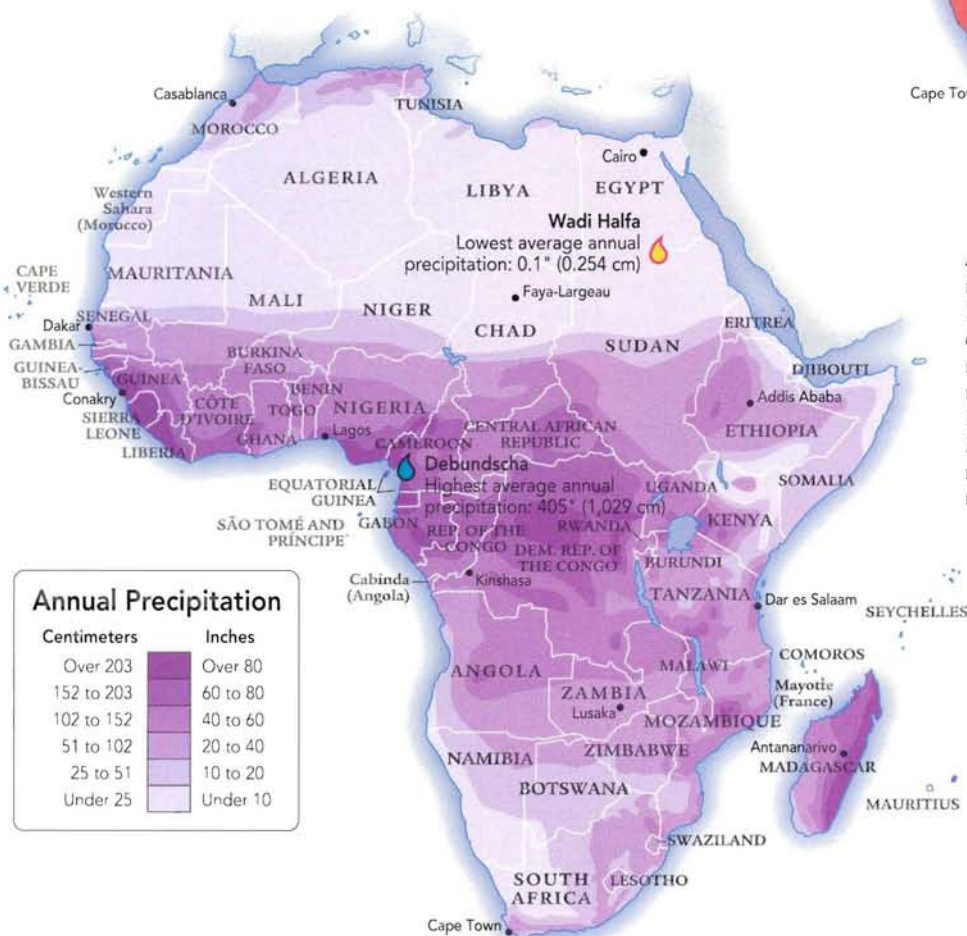 Cape Tow
Casablanca
MOROCCO
TUNISIA
ALGERIA
LIBYA
Cairo
EGYPT
Western
Sahara
(Morocco)
Wadi Halfa
Lowest average annual
precipitation: 0.1" (0.254 cm)
MAURITANIA
CAPE
VERDE
MALI
NIGER
Faya-Largeau
CHAD
SUDAN
ERITREA
Dakar
SENEGAL
GAMBIA
GUINEA-
BISSAU
GUINEA
BURKINA
FASO
BENIN
DJIBOUTI
Conakry
SIERRA
LEONE
CÔTE
D'IVOIRE
TOGO
NIGERIA
Addis Ababa
ETHIOPIA
LIBERIA
GHANA
Lagos
CAMEROON
CENTRAL AFRICAN
REPUBLIC
Debundscha
Highest average annual
precipitation: 405" (1,029 cm)
EQUATORIAL
GUINEA
SÃO TOMÉ AND
PRÍNCIPE
GABON
REP. OF THE
CONGO
DEM. REP. OF
THE CONGO
UGANDA
RWANDA
KENYA
SOMALIA
BURUNDI
Cabinda
(Angola)
Kinshasa
TANZANIA
Dar es Salaam
SEYCHELLES
ANGOLA
MALAWI
COMOROS
Mayotte
(France)
ZAMBIA
Lusaka
MOZAMBIQUE
NAMIBIA
ZIMBABWE
Antananarivo
MADAGASCAR
BOTSWANA
MAURITIUS
SWAZILAND
SOUTH
AFRICA
LESOTHO
Cape Town
Annual Precipitation
Centimeters Inches
Over 203 Over 80
152 to 203 60 to 80
102 to 152 40 to 60
51 to 102 20 to 40
25 to 51 10 to 20
Under 25 Under 10